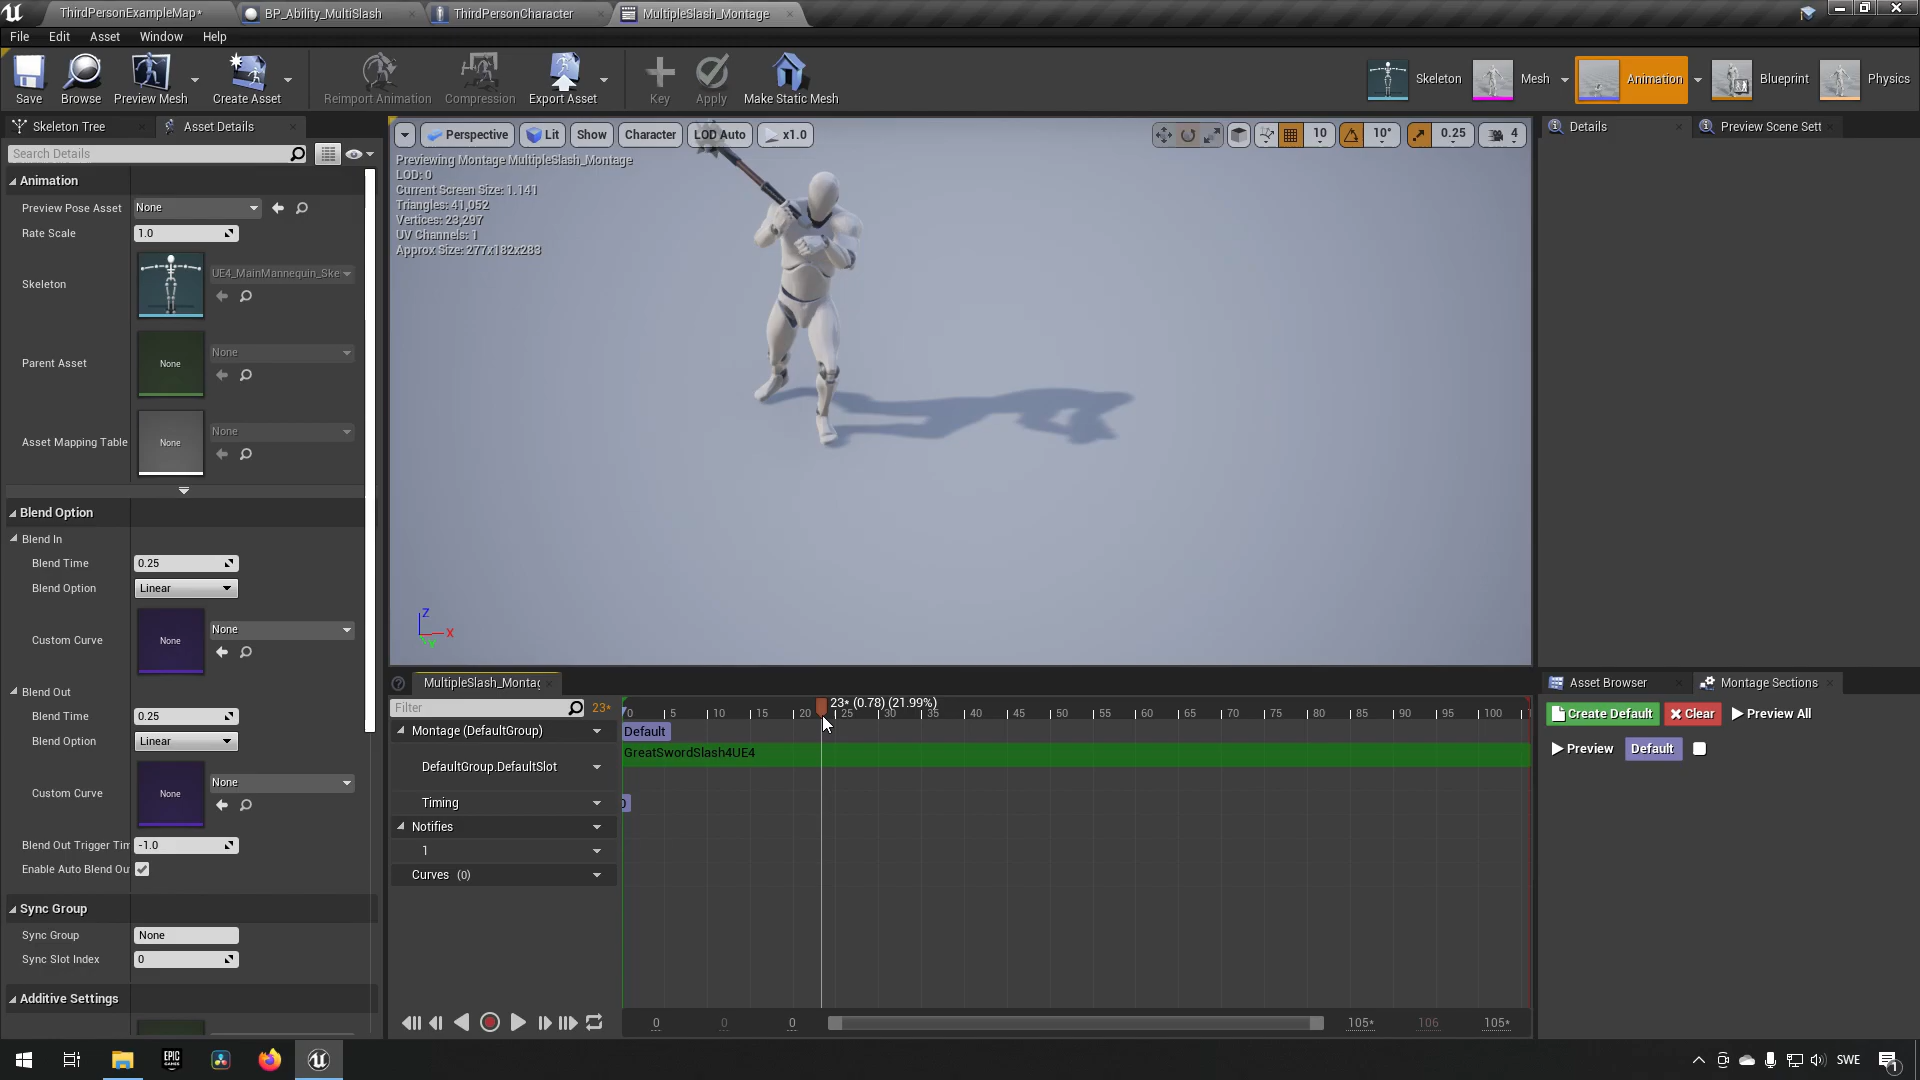 ThirdPersonExampleMap*
BP_Ability_MultiSlash
ThirdPersonCharacter
MultipleSlash_Montage
File Edit Asset Window Help
Save
Browse
Preview Mesh
Create Asset
Reimport Animation
Compression
Export Asset
Key
Apply
Make Static Mesh
Skeleton
Mesh
Animation
Blueprint
Physics
Skeleton Tree
Asset Details
Search Details
Animation
Preview Pose Asset None
Rate Scale 1.0
Skeleton UE4_MainMannequin_Ske
Parent Asset None None
Asset Mapping Table None None
Blend Option
Blend In
Blend Time 0.25
Blend Option Linear
Custom Curve None None
Blend Out
Blend Time 0.25
Blend Option Linear
Custom Curve None None
Blend Out Trigger Tim -1.0
Enable Auto Blend Ou
Sync Group
Sync Group None
Sync Slot Index 0
Additive Settings
Perspective Lit Show Character LOD Auto x1.0
10 10° 0.25 4
Previewing Montage MultipleSlash_Montage
LOD: 0
Current Screen Size: 1.141
Triangles: 41,052
Vertices: 23,297
UV Channels: 1
Approx Size: 277x182x283
Z
X
Y
MultipleSlash_Montag
Filter 23*
23* (0.78) (21.99%)
0 5 10 15 20 25 30 35 40 45 50 55 60 65 70 75 80 85 90 95 100
Montage (DefaultGroup) Default
GreatSwordSlash4UE4
DefaultGroup.DefaultSlot
Timing
Notifies
1
Curves (0)
0 0 0 105* 106 105*
Details
Preview Scene Sett
Asset Browser
Montage Sections
Create Default Clear Preview All
Preview Default
SWE
1